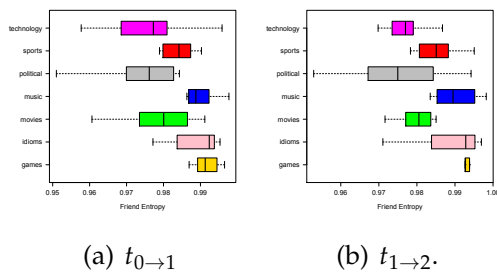 technology
sports
political
music
movies
idioms
games
0.95 0.96 0.97 0.98 0.99
Friend Entropy
(a) t0→1
technology
sports
political
music
movies
idioms
games
0.96 0.97 0.98 0.99 1.00
Friend Entropy
(b) t1→2.